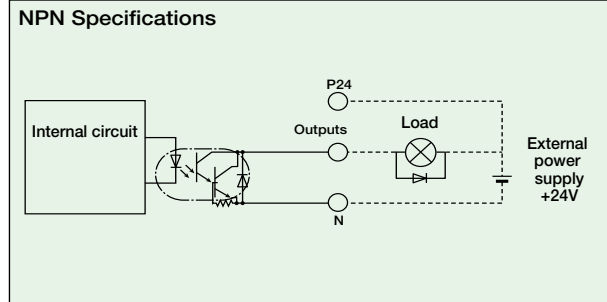 NPN Specifications
P24
Internal circuit
Outputs
Load
External
power
supply
+24V
N